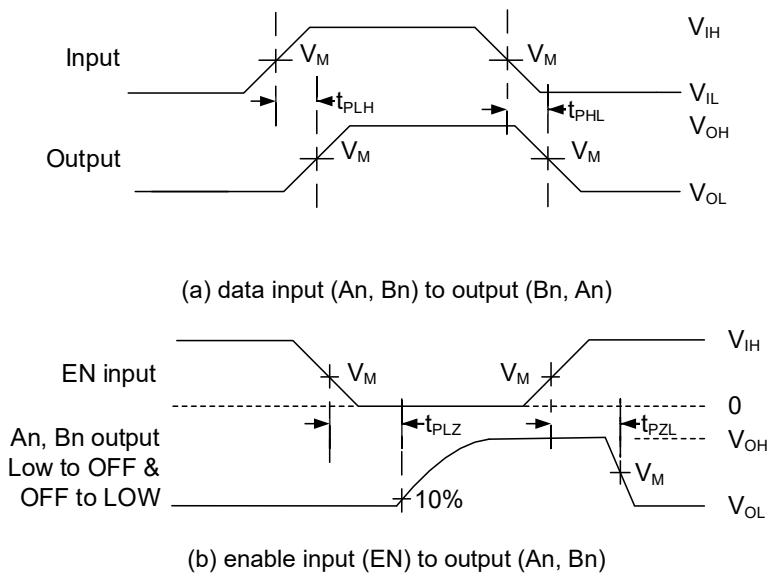 V_IH
Input V_M V_M
V_IL
t_PLH t_PHL
V_OH
Output V_M V_M
V_OL
(a) data input (An, Bn) to output (Bn, An)
V_IH
EN input V_M V_M
0
An, Bn output t_PLZ t_PZL
V_OH
Low to OFF &
V_M
OFF to LOW 10% V_OL
(b) enable input (EN) to output (An, Bn)